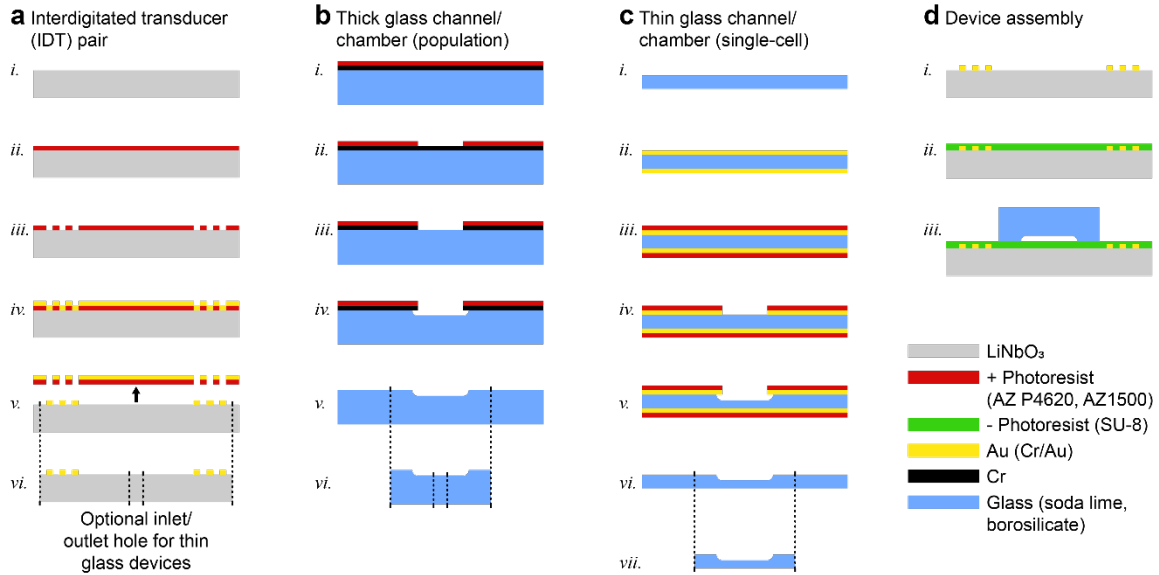 a Interdigitated transducer
(IDT) pair
i.
ii.
iii.
iv.
v.
vi.
Optional inlet/
outlet hole for thin
glass devices
b Thick glass channel/
chamber (population)
i.
ii.
iii.
iv.
v.
vi.
c Thin glass channel/
chamber (single-cell)
i.
ii.
iii.
iv.
v.
vi.
vii.
d Device assembly
i.
ii.
iii.
LiNbO₃
+ Photoresist
(AZ P4620, AZ1500)
- Photoresist (SU-8)
Au (Cr/Au)
Cr
Glass (soda lime,
borosilicate)